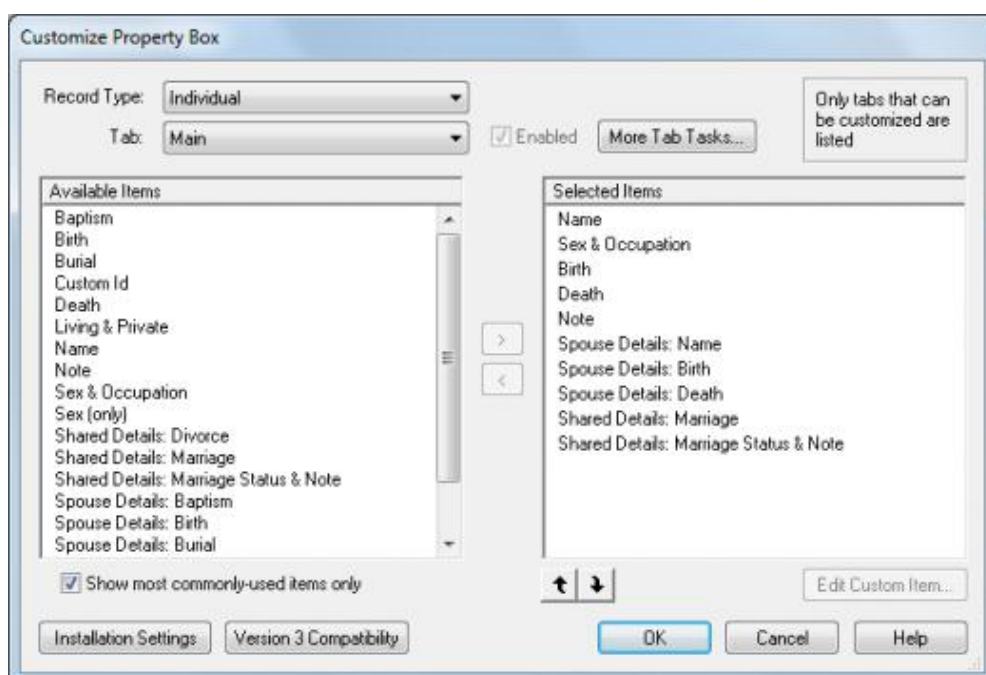 Customize Property Box
Record Type: Individual
Only tabs that can
be customized are
listed
Tab: Main
Enabled
More Tab Tasks...
Available Items
Baptism
Birth
Burial
Custom Id
Death
Living & Private
Name
Note
Sex & Occupation
Sex (only)
Shared Details: Divorce
Shared Details: Marriage
Shared Details: Marriage Status & Note
Spouse Details: Baptism
Spouse Details: Birth
Spouse Details: Burial
>
<
Selected Items
Name
Sex & Occupation
Birth
Death
Note
Spouse Details: Name
Spouse Details: Birth
Spouse Details: Death
Shared Details: Marriage
Shared Details: Marriage Status & Note
Show most commonly-used items only
Edit Custom Item...
Installation Settings
Version 3 Compatibility
OK
Cancel
Help